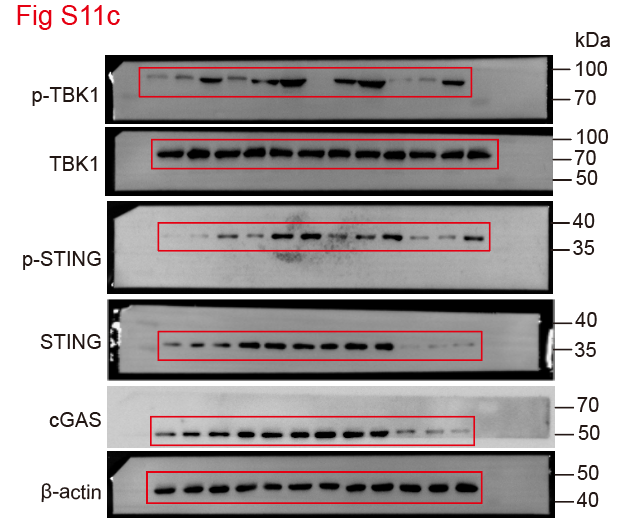 Fig S11c
kDa
p-TBK1
100
70
TBK1
100
70
50
p-STING
40
35
STING
40
35
cGAS
70
50
β-actin
50
40